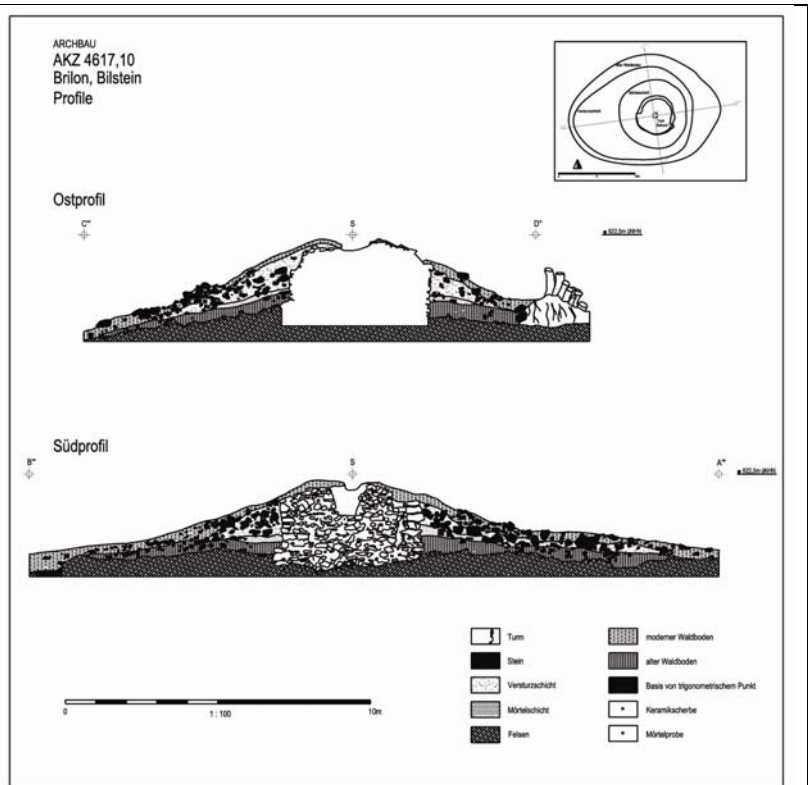 ARCHBAU
AKZ 4617,10
Brilon, Bilstein
Profile
Ostprofil
S
Südprofil
S
Turm
Stein
Versturzschicht
Mörtelschicht
Felsen
moderner Waldboden
alter Waldboden
Basis von trigonometrischem Punkt
Keramikscherbe
Mörtelprobe
0
1 : 100
10m